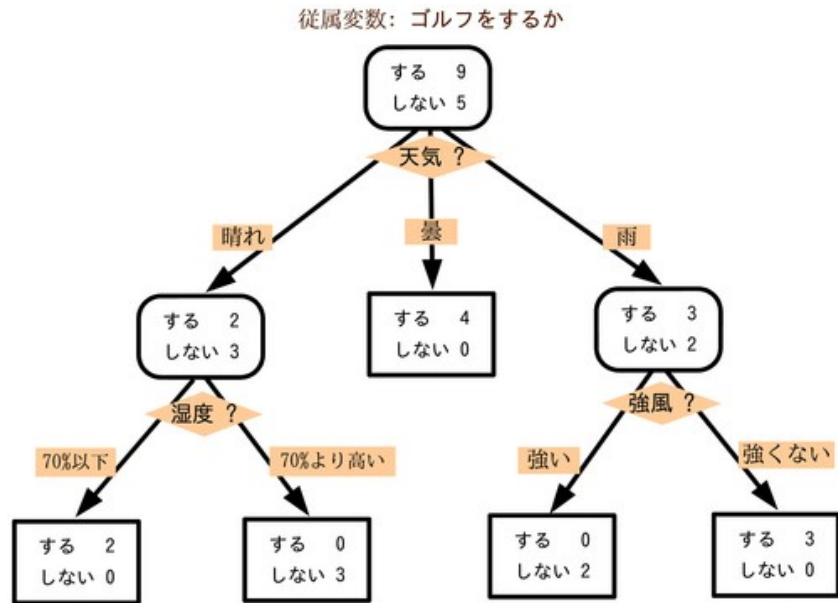 従属変数: ゴルフをするか
する 9
しない 5
天気 ?
晴れ
曇
雨
する 2
しない 3
する 4
しない 0
する 3
しない 2
湿度 ?
強風 ?
70%以下
70%より高い
強い
強くない
する 2
しない 0
する 0
しない 3
する 0
しない 2
する 3
しない 0